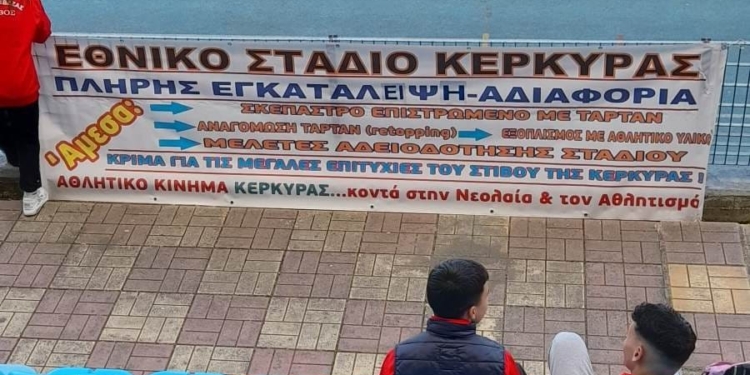 ΕΘΝΙΚΟ ΣΤΑΔΙΟ ΚΕΡΚΥΡΑΣ
ΠΛΗΡΗΣ ΕΓΚΑΤΑΛΕΙΨΗ-ΑΔΙΑΦΟΡΙΑ
Άμεσα:
ΣΚΕΠΑΣΤΡΟ ΕΠΙΣΤΡΩΜΕΝΟ ΜΕ ΤΑΡΤΑΝ
ΑΝΑΓΟΜΩΣΗ ΤΑΡΤΑΝ (retopping) ΕΞΟΠΛΙΣΜΟΣ ΜΕ ΑΘΛΗΤΙΚΟ ΥΛΙΚΟ
ΜΕΛΕΤΕΣ ΑΔΕΙΟΔΟΤΗΣΗΣ ΣΤΑΔΙΟΥ
ΚΡΙΜΑ ΓΙΑ ΤΙΣ ΜΕΓΑΛΕΣ ΕΠΙΤΥΧΙΕΣ ΤΟΥ ΣΤΙΒΟΥ ΤΗΣ ΚΕΡΚΥΡΑΣ !
ΑΘΛΗΤΙΚΟ ΚΙΝΗΜΑ ΚΕΡΚΥΡΑΣ...κοντά στην Νεολαία & τον Αθλητισμό